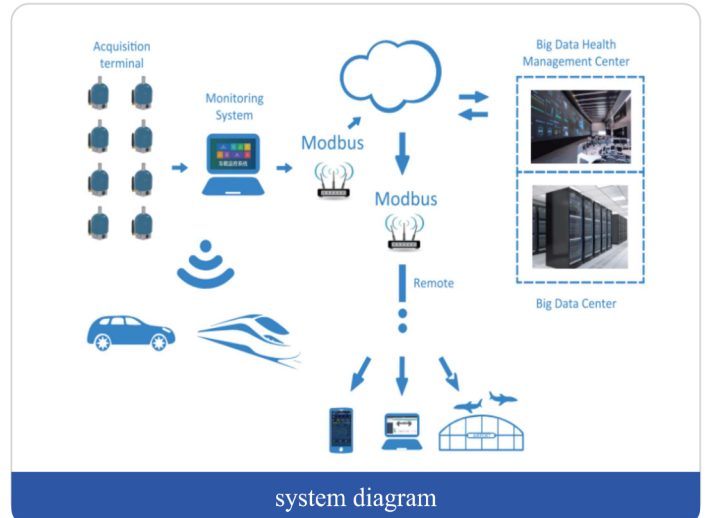 Acquisition
terminal
Monitoring
System
Modbus
Modbus
Remote
Big Data Health
Management Center
Big Data Center
system diagram